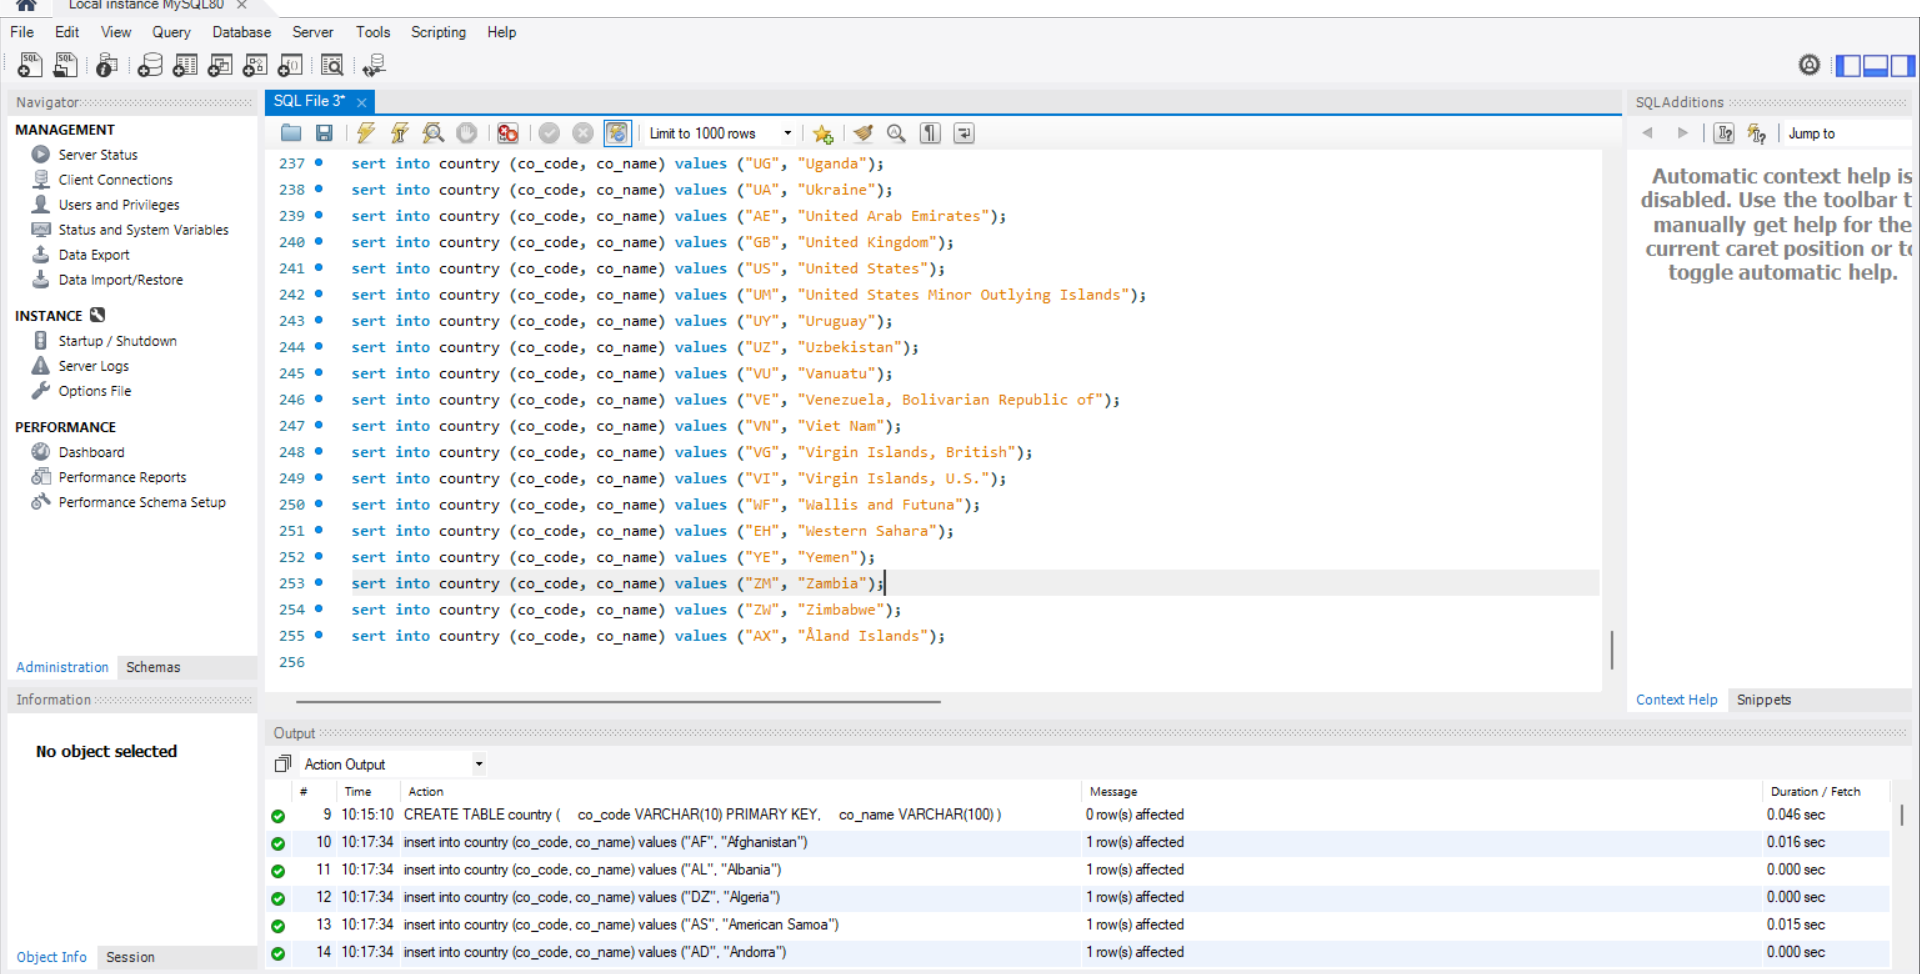 Local instance MySQL80 ×
File Edit View Query Database Server Tools Scripting Help
Navigator
MANAGEMENT
Server Status
Client Connections
Users and Privileges
Status and System Variables
Data Export
Data Import/Restore
INSTANCE
Startup / Shutdown
Server Logs
Options File
PERFORMANCE
Dashboard
Performance Reports
Performance Schema Setup
Administration Schemas
Information
No object selected
Object Info Session
SQL File 3* ×
Limit to 1000 rows
237 sert into country (co_code, co_name) values ("UG", "Uganda");
238 sert into country (co_code, co_name) values ("UA", "Ukraine");
239 sert into country (co_code, co_name) values ("AE", "United Arab Emirates");
240 sert into country (co_code, co_name) values ("GB", "United Kingdom");
241 sert into country (co_code, co_name) values ("US", "United States");
242 sert into country (co_code, co_name) values ("UM", "United States Minor Outlying Islands");
243 sert into country (co_code, co_name) values ("UY", "Uruguay");
244 sert into country (co_code, co_name) values ("UZ", "Uzbekistan");
245 sert into country (co_code, co_name) values ("VU", "Vanuatu");
246 sert into country (co_code, co_name) values ("VE", "Venezuela, Bolivarian Republic of");
247 sert into country (co_code, co_name) values ("VN", "Viet Nam");
248 sert into country (co_code, co_name) values ("VG", "Virgin Islands, British");
249 sert into country (co_code, co_name) values ("VI", "Virgin Islands, U.S.");
250 sert into country (co_code, co_name) values ("WF", "Wallis and Futuna");
251 sert into country (co_code, co_name) values ("EH", "Western Sahara");
252 sert into country (co_code, co_name) values ("YE", "Yemen");
253 sert into country (co_code, co_name) values ("ZM", "Zambia");
254 sert into country (co_code, co_name) values ("ZW", "Zimbabwe");
255 sert into country (co_code, co_name) values ("AX", "Åland Islands");
256
SQLAdditions
Jump to
Automatic context help is
disabled. Use the toolbar t
manually get help for the
current caret position or to
toggle automatic help.
Context Help Snippets
Output
Action Output
# Time Action Message Duration / Fetch
9 10:15:10 CREATE TABLE country ( co_code VARCHAR(10) PRIMARY KEY, co_name VARCHAR(100) ) 0 row(s) affected 0.046 sec
10 10:17:34 insert into country (co_code, co_name) values ("AF", "Afghanistan") 1 row(s) affected 0.016 sec
11 10:17:34 insert into country (co_code, co_name) values ("AL", "Albania") 1 row(s) affected 0.000 sec
12 10:17:34 insert into country (co_code, co_name) values ("DZ", "Algeria") 1 row(s) affected 0.000 sec
13 10:17:34 insert into country (co_code, co_name) values ("AS", "American Samoa") 1 row(s) affected 0.015 sec
14 10:17:34 insert into country (co_code, co_name) values ("AD", "Andorra") 1 row(s) affected 0.000 sec